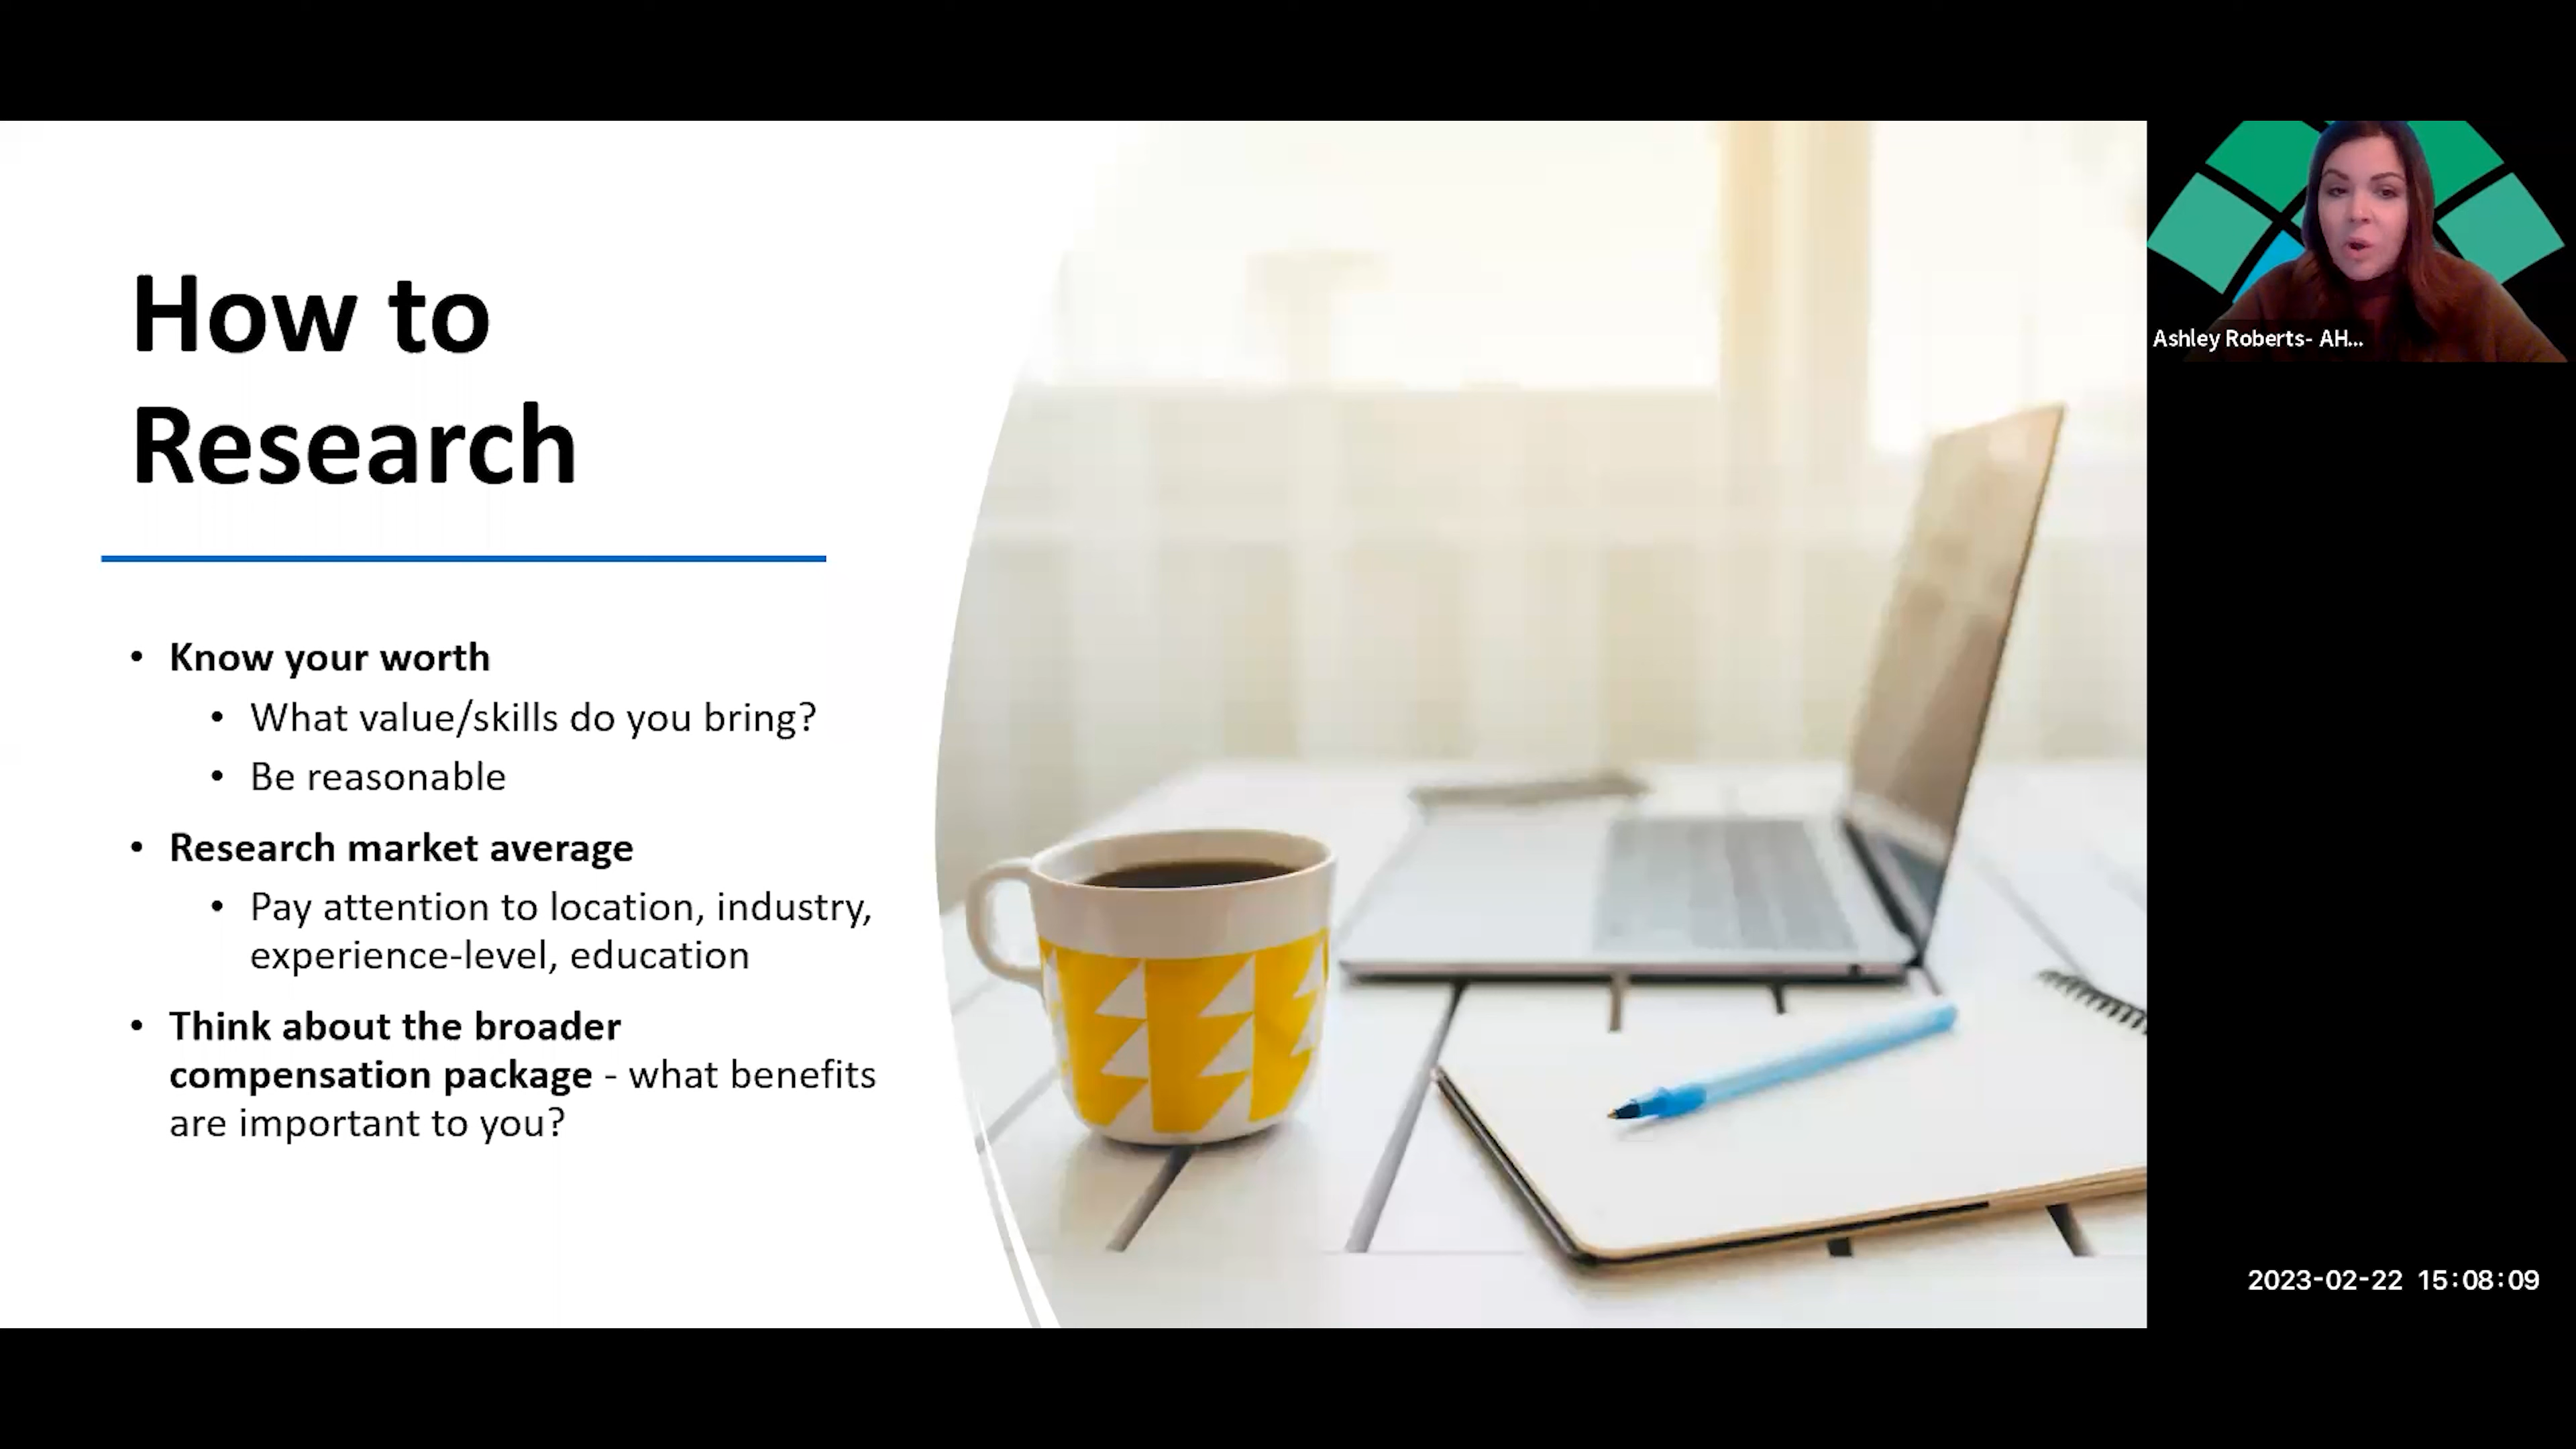 How to
Research
• Know your worth
• What value/skills do you bring?
• Be reasonable
• Research market average
• Pay attention to location, industry,
experience-level, education
• Think about the broader
compensation package - what benefits
are important to you?
Ashley Roberts- AH...
2023-02-22 15:08:09